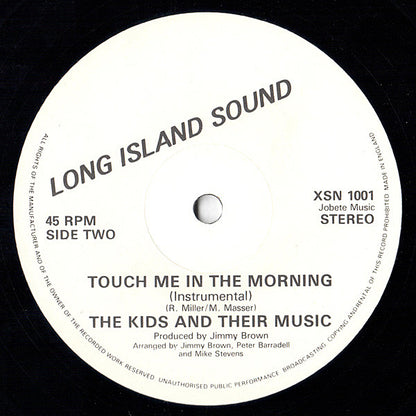 LONG ISLAND SOUND
45 RPM
SIDE TWO
XSN 1001
Jobete Music
STEREO
TOUCH ME IN THE MORNING
(Instrumental)
(R. Miller/M. Masser)
THE KIDS AND THEIR MUSIC
Produced by Jimmy Brown
Arranged by Jimmy Brown, Peter Barradell
and Mike Stevens
ALL RIGHTS OF THE MANUFACTURER AND OF THE OWNER OF THE RECORDED WORK RESERVED. UNAUTHORISED PUBLIC PERFORMANCE BROADCASTING COPYING AND RENTAL OF THIS RECORD PROHIBITED. MADE IN ENGLAND